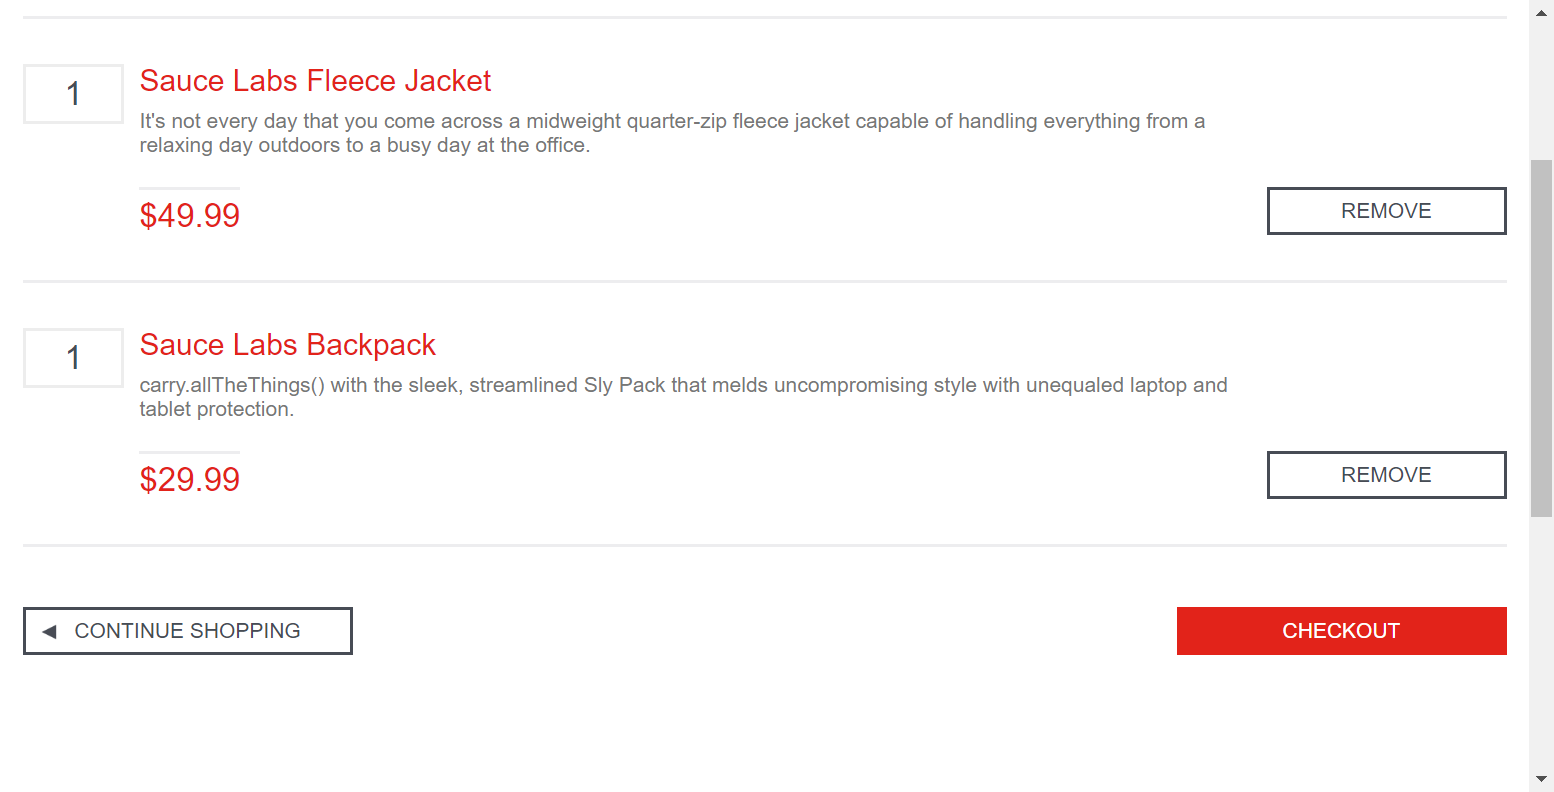 1
Sauce Labs Fleece Jacket
It's not every day that you come across a midweight quarter-zip fleece jacket capable of handling everything from a
relaxing day outdoors to a busy day at the office.
$49.99
REMOVE
1
Sauce Labs Backpack
carry.allTheThings() with the sleek, streamlined Sly Pack that melds uncompromising style with unequaled laptop and
tablet protection.
$29.99
REMOVE
CONTINUE SHOPPING
CHECKOUT